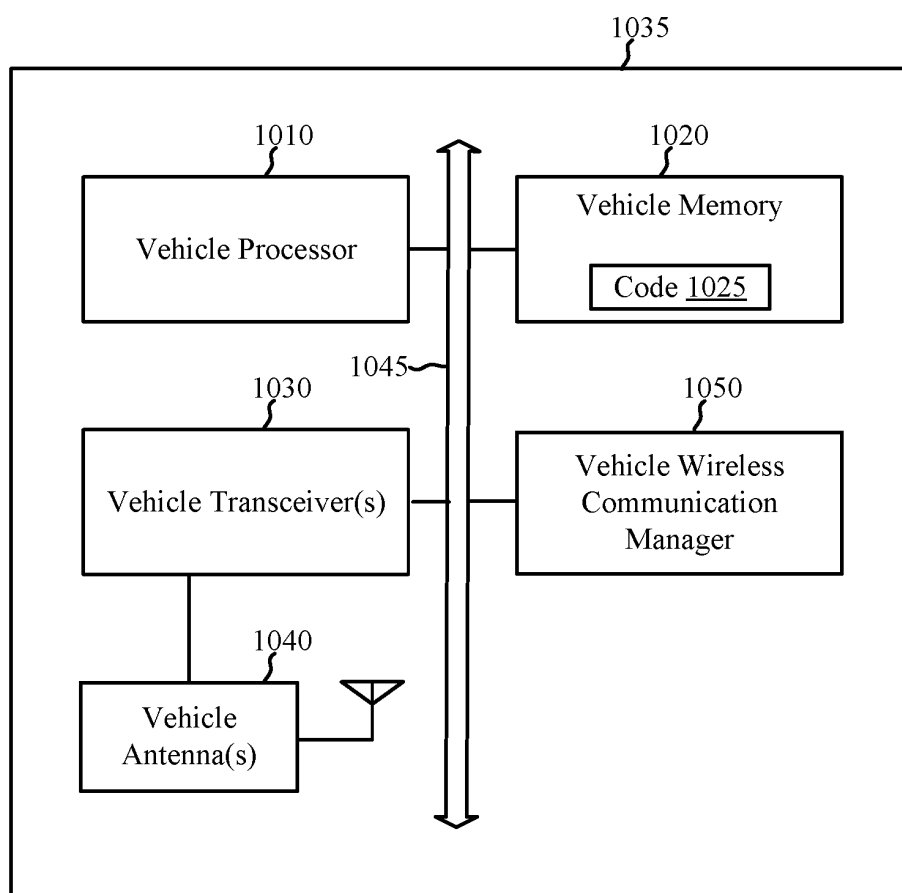 1035
1010
1020
Vehicle Processor
Vehicle Memory
Code 1025
1045
1030
1050
Vehicle Transceiver(s)
Vehicle Wireless
Communication
Manager
1040
Vehicle
Antenna(s)